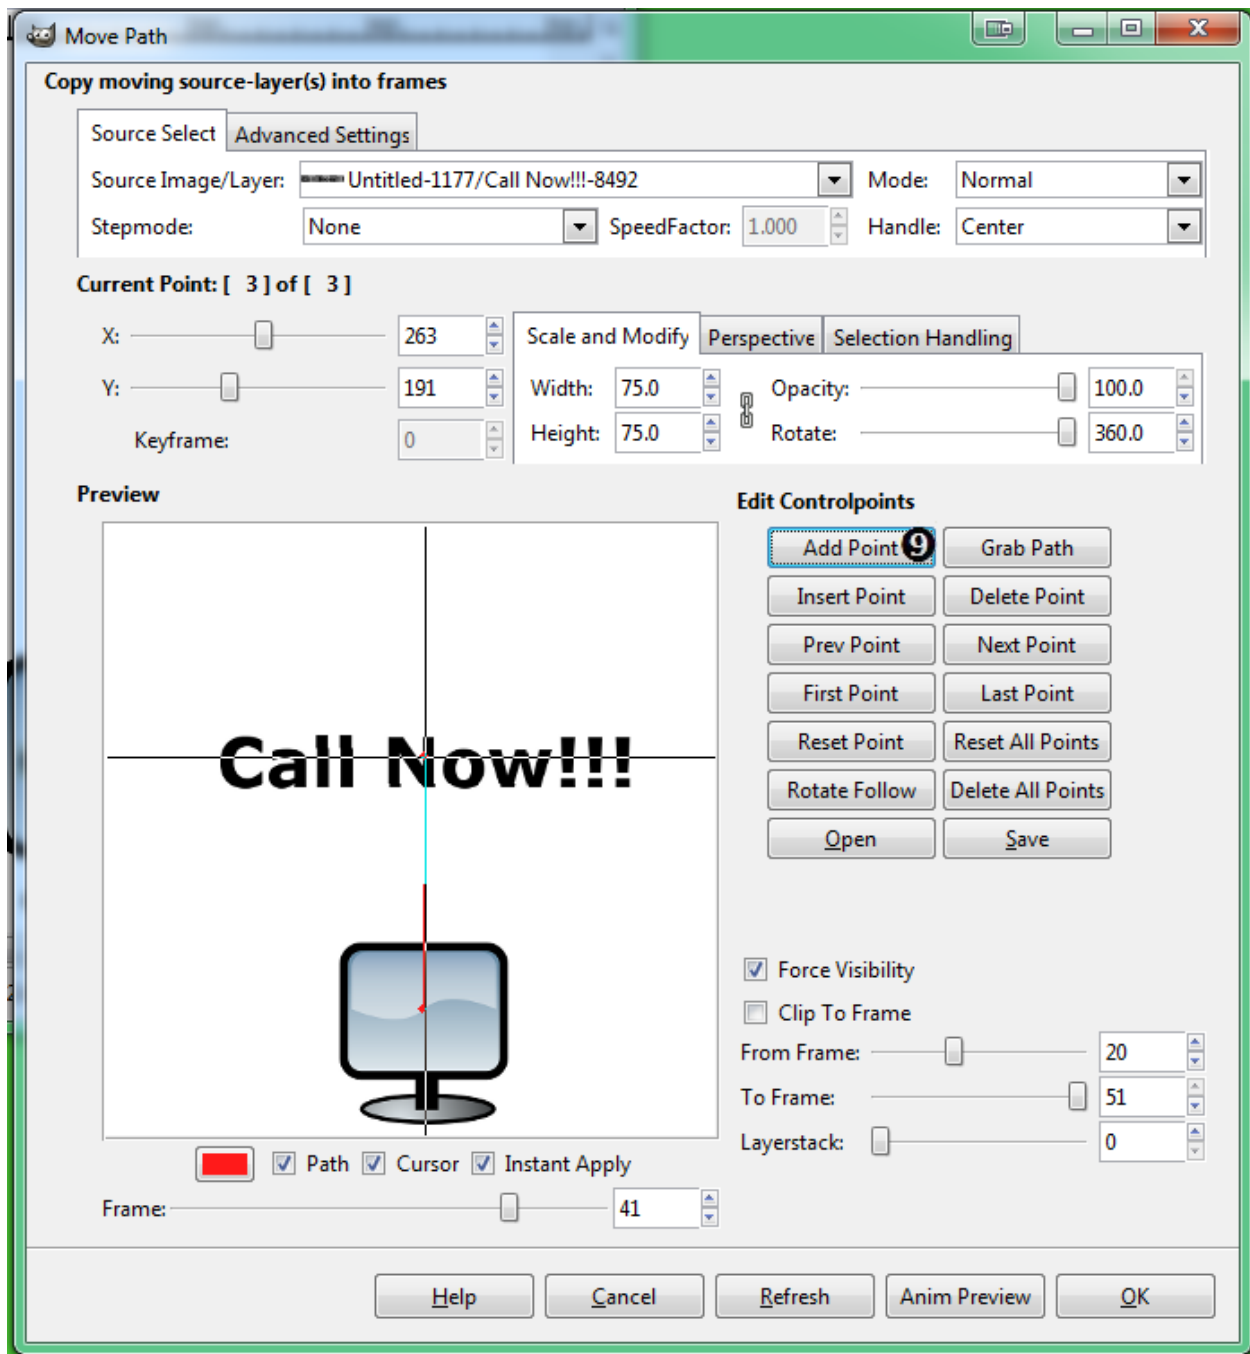 Move Path
Copy moving source-layer(s) into frames
Source Select Advanced Settings
Source Image/Layer: Untitled-1177/Call Now!!!-8492 Mode: Normal
Stepmode: None SpeedFactor: 1.000 Handle: Center
Current Point: [ 3 ] of [ 3 ]
X: 263 Scale and Modify Perspective Selection Handling
Y: 191 Width: 75.0 Opacity: 100.0
Keyframe: 0 Height: 75.0 Rotate: 360.0
Preview
Edit Controlpoints
Add Point 9 Grab Path
Insert Point Delete Point
Prev Point Next Point
First Point Last Point
Call Now!!!
Reset Point Reset All Points
Rotate Follow Delete All Points
Open Save
Force Visibility
Clip To Frame
From Frame: 20
To Frame: 51
Layerstack: 0
Path Cursor Instant Apply
Frame: 41
Help Cancel Refresh Anim Preview OK